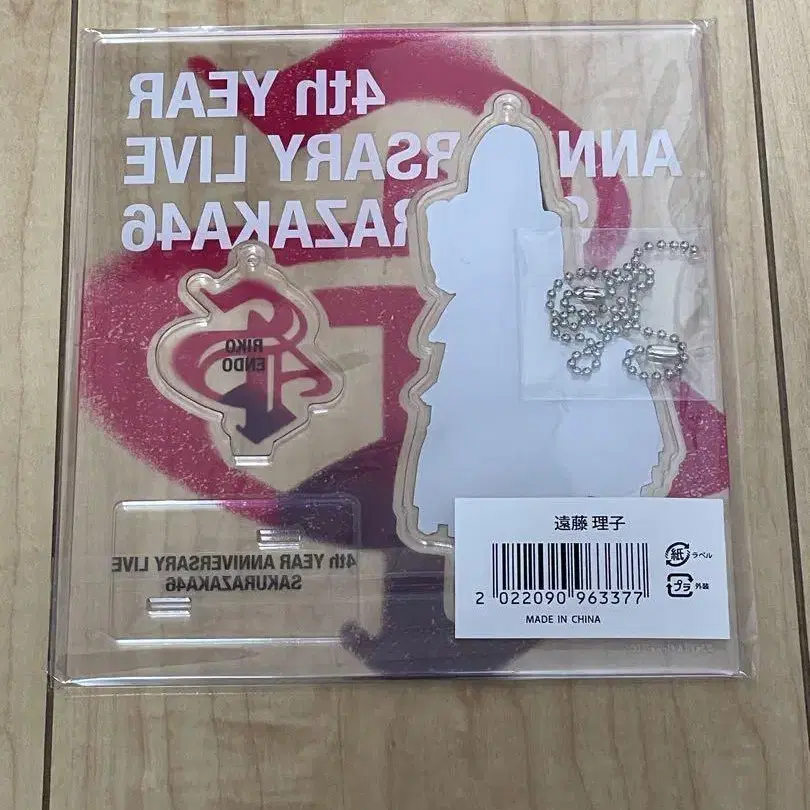 4th YEAR
ANN RSARY LIVE
RAZAKA46
RIKO
ENDO
4th YEAR ANNIVERSARY LIVE
SAKURAZAKA46
遠藤 理子
2 022090 963377
MADE IN CHINA
紙 ラベル
プラ 外装